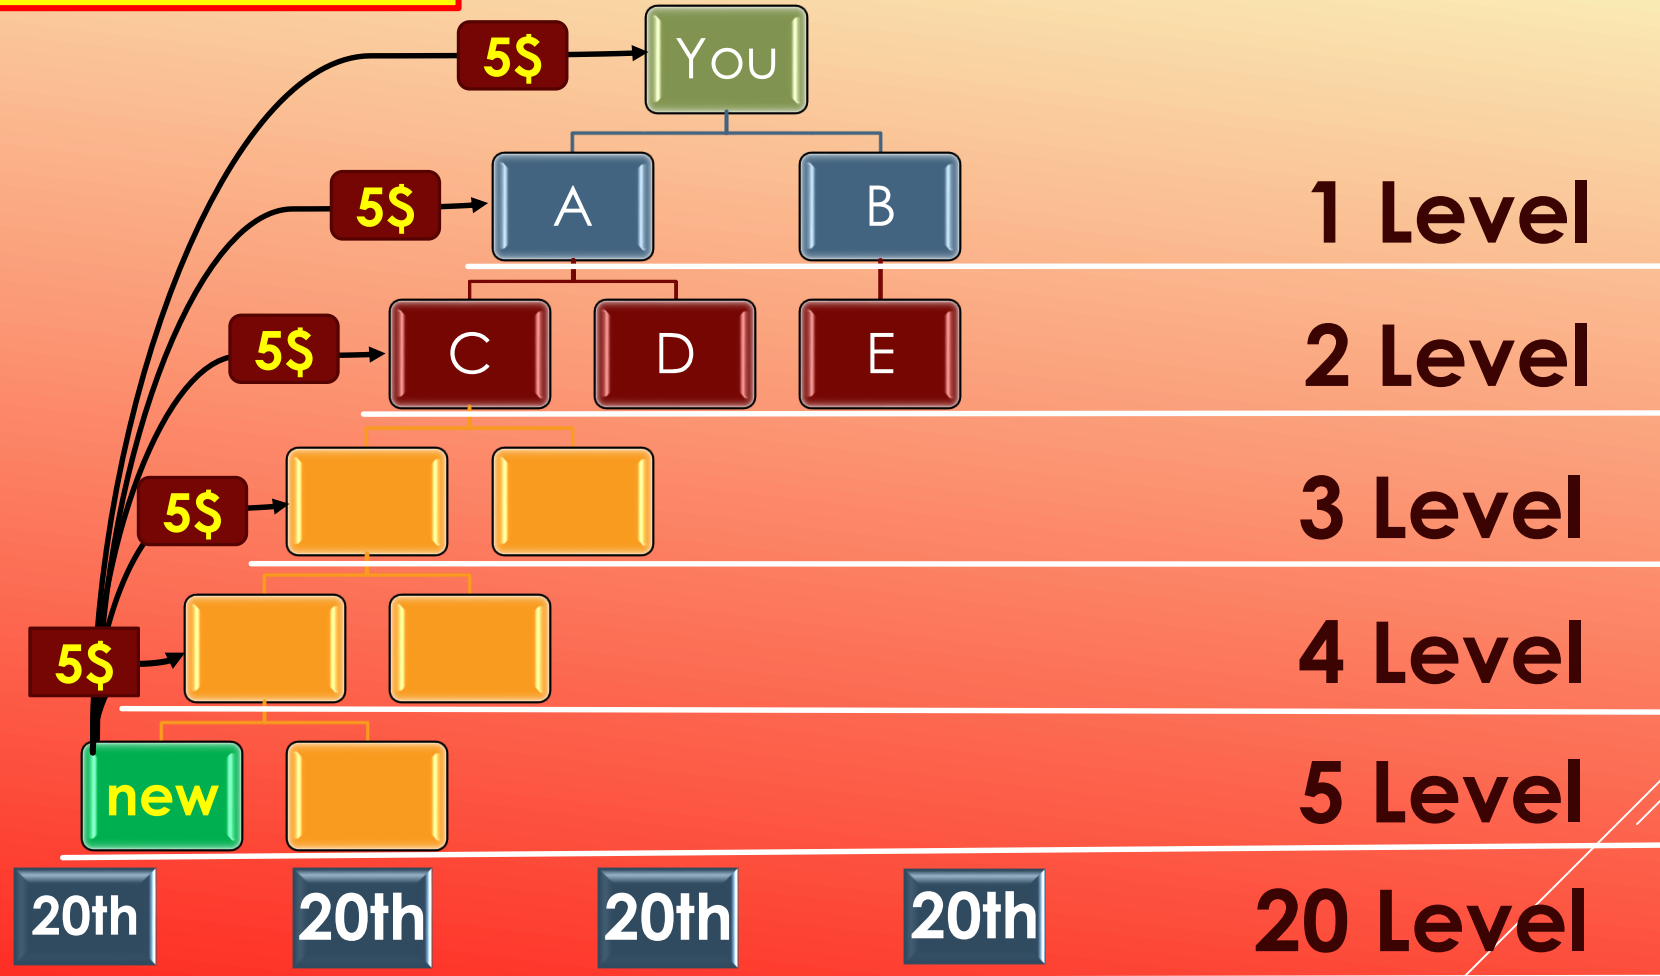 5$ You
5$ A B 1 Level
5$ C D E 2 Level
5$ 3 Level
5$ 4 Level
new 5 Level
20th 20th 20th 20th 20 Level